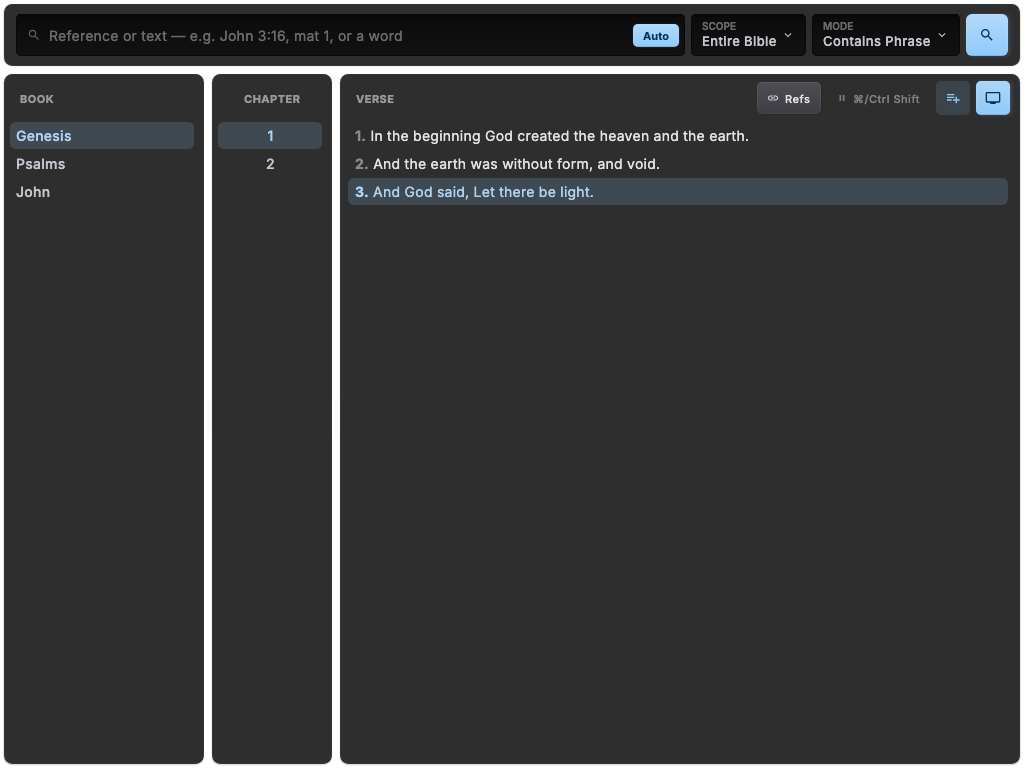 Reference or text — e.g. John 3:16, mat 1, or a word
Auto
SCOPE
Entire Bible
MODE
Contains Phrase
BOOK
Genesis
Psalms
John
CHAPTER
1
2
VERSE
Refs
⌘/Ctrl Shift
1. In the beginning God created the heaven and the earth.
2. And the earth was without form, and void.
3. And God said, Let there be light.